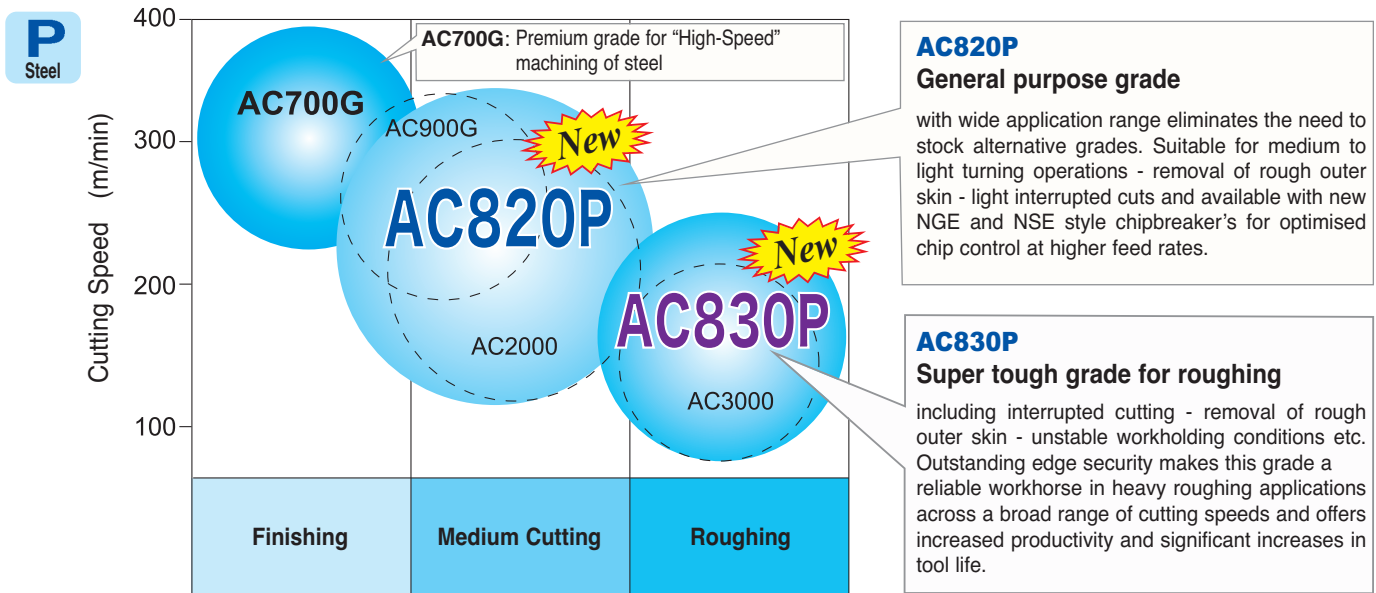 P
Steel
400
300
200
100
Cutting Speed (m/min)
AC700G: Premium grade for “High-Speed”
machining of steel
AC700G
AC900G
New
AC820P
AC2000
New
AC830P
AC3000
Finishing
Medium Cutting
Roughing
AC820P
General purpose grade
with wide application range eliminates the need to
stock alternative grades. Suitable for medium to
light turning operations - removal of rough outer
skin - light interrupted cuts and available with new
NGE and NSE style chipbreaker's for optimised
chip control at higher feed rates.
AC830P
Super tough grade for roughing
including interrupted cutting - removal of rough
outer skin - unstable workholding conditions etc.
Outstanding edge security makes this grade a
reliable workhorse in heavy roughing applications
across a broad range of cutting speeds and offers
increased productivity and significant increases in
tool life.